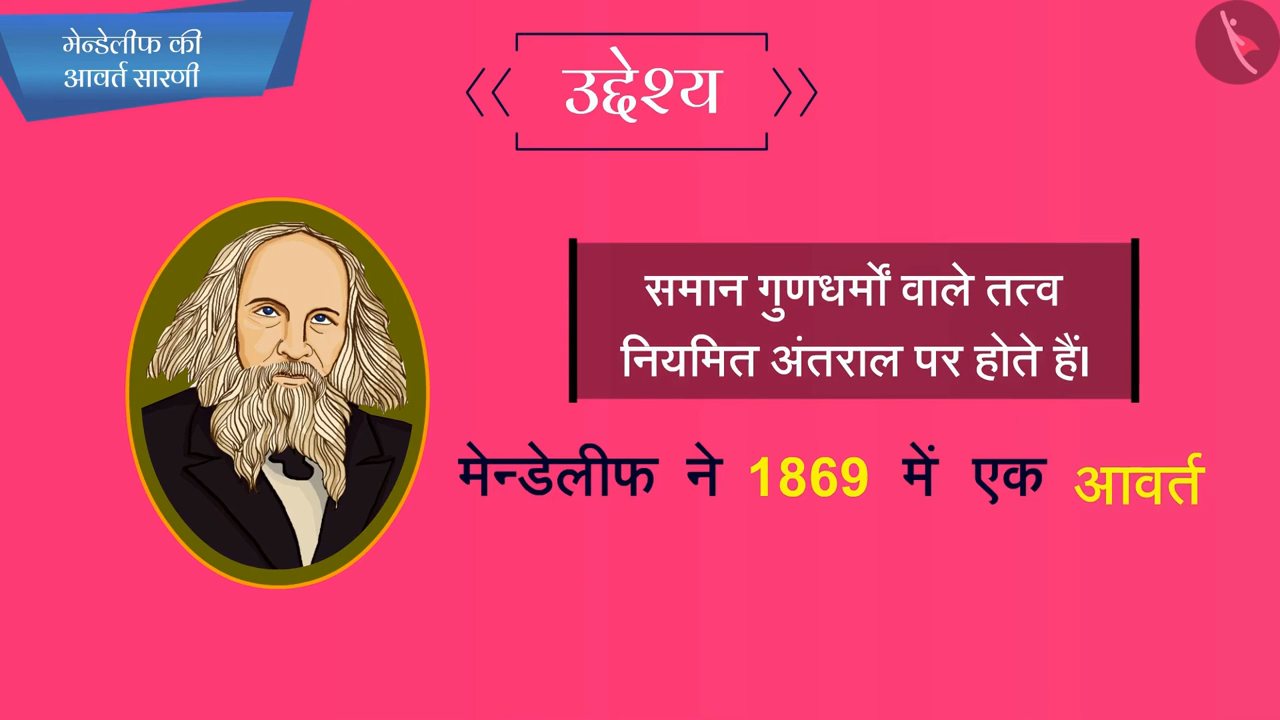 मेन्डेलीफ की
आवर्त सारणी
उद्देश्य
समान गुणधर्मों वाले तत्व
नियमित अंतराल पर होते हैं।
मेन्डेलीफ ने 1869 में एक आवर्त